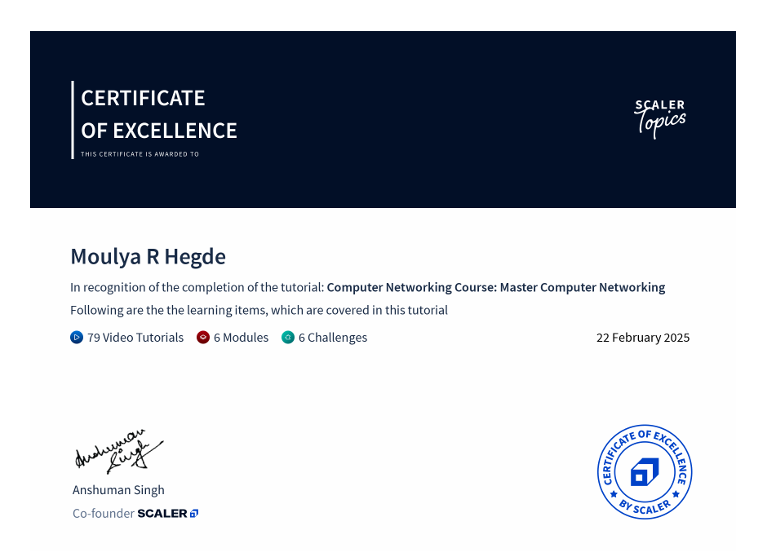 CERTIFICATE
OF EXCELLENCE
THIS CERTIFICATE IS AWARDED TO
SCALER
Topics
Moulya R Hegde
In recognition of the completion of the tutorial: Computer Networking Course: Master Computer Networking
Following are the the learning items, which are covered in this tutorial
79 Video Tutorials 6 Modules 6 Challenges 22 February 2025
Anshuman Singh
Anshuman Singh
Co-founder SCALER
CERTIFICATE OF EXCELLENCE
BY SCALER